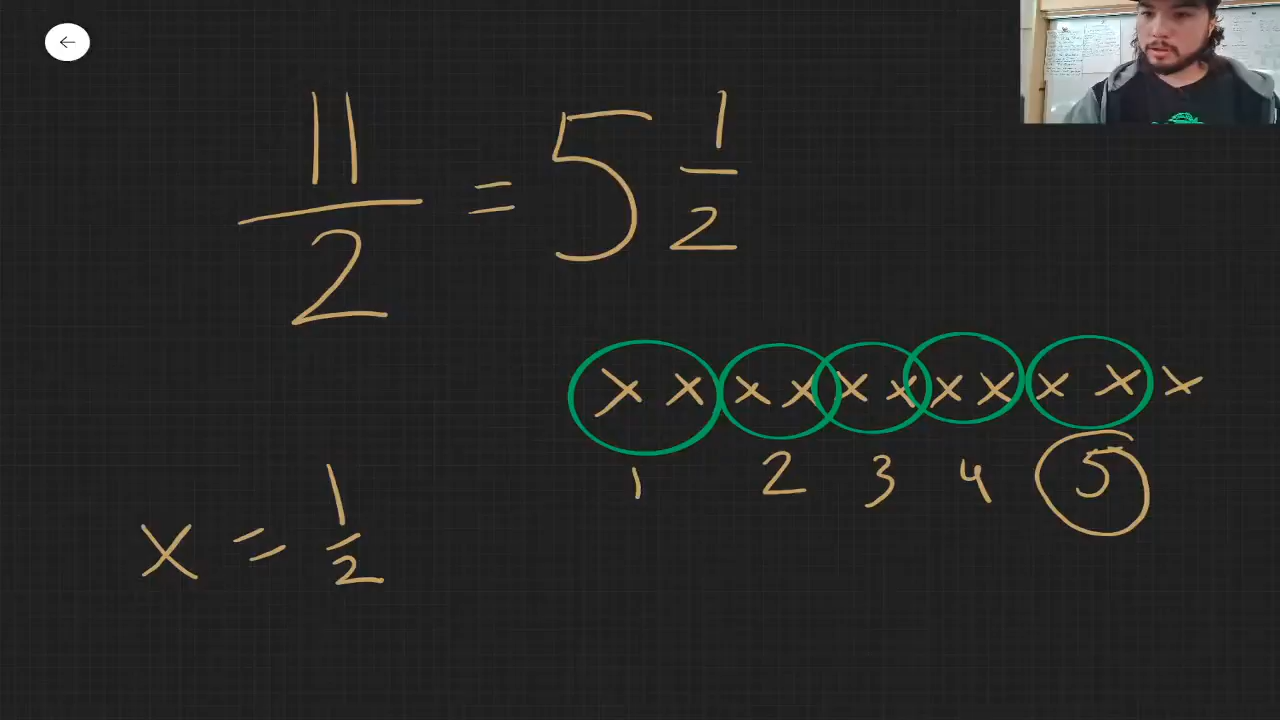 11/2 = 5 1/2
x x x x x x x x x x x
1 2 3 4 5
x = 1/2